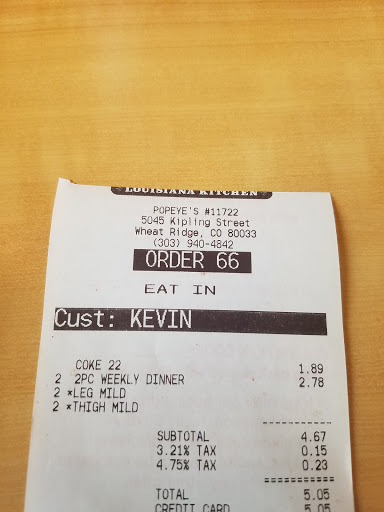 LOUISIANA KITCHEN
POPEYE'S #11722
5045 Kipling Street
Wheat Ridge, CO 80033
(303) 940-4842
ORDER 66
EAT IN
Cust: KEVIN
COKE 22 1.89
2 2PC WEEKLY DINNER 2.78
2 *LEG MILD
2 *THIGH MILD
SUBTOTAL 4.67
3.21% TAX 0.15
4.75% TAX 0.23
TOTAL 5.05
CREDIT CARD 5.05